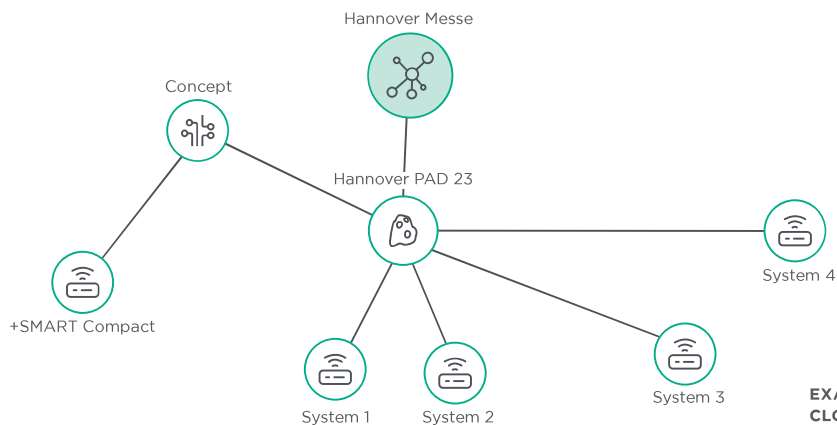 Hannover Messe
Concept
Hannover PAD 23
System 4
+SMART Compact
System 3
System 1
System 2